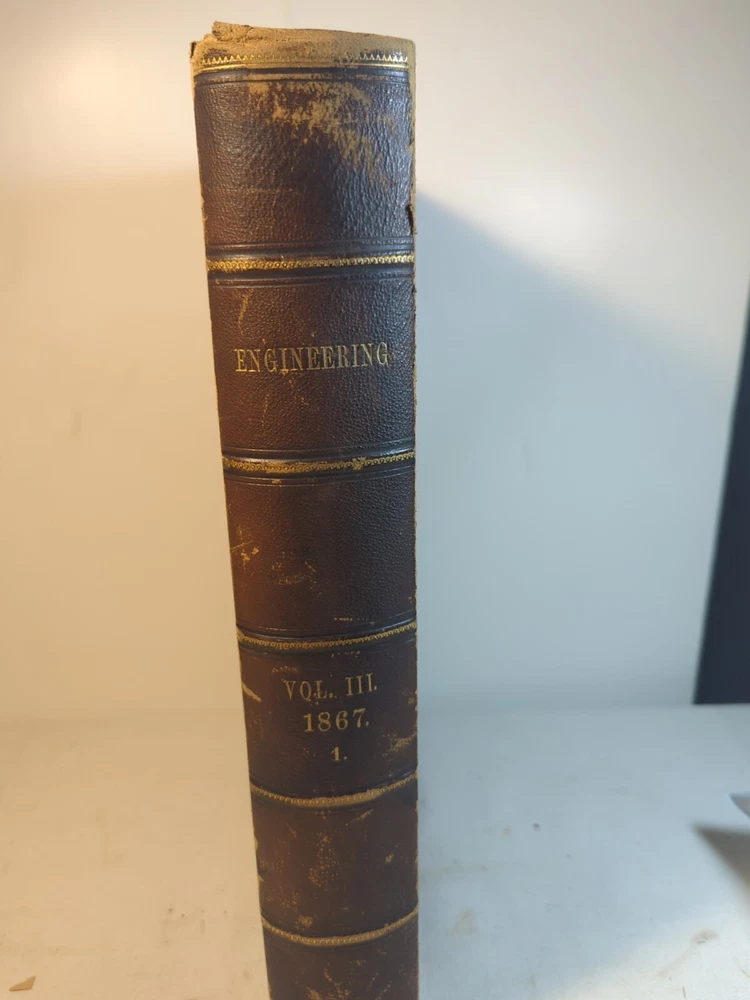 ENGINEERING
VOL. III.
1867.
1.